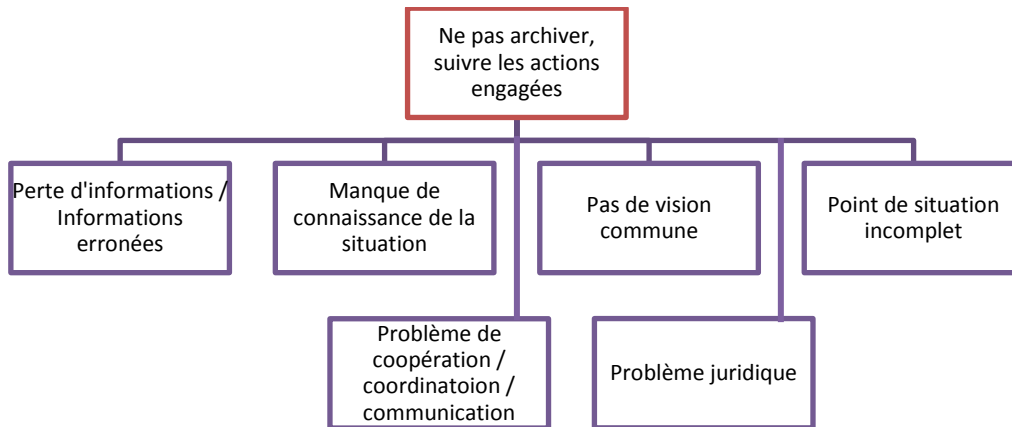 Ne pas archiver,
suivre les actions
engagées
Perte d'informations /
Informations
erronées
Manque de
connaissance de la
situation
Pas de vision
commune
Point de situation
incomplet
Problème de
coopération /
coordinatoion /
communication
Problème juridique